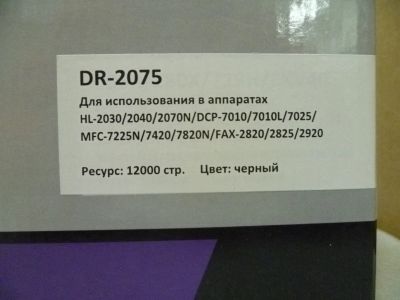 DR-2075
Для использования в аппаратах
HL-2030/2040/2070N/DCP-7010/7010L/7025/
MFC-7225N/7420/7820N/FAX-2820/2825/2920
Ресурс: 12000 стр. Цвет: черный